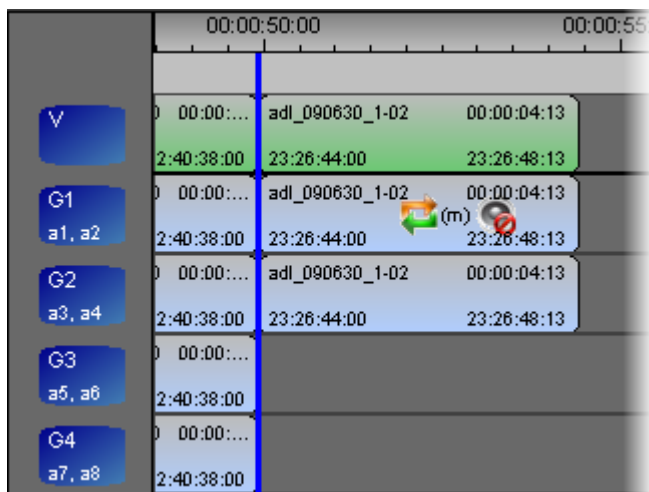 00:00:50:00 00:00:55
V 00:00:... adl_090630_1-02 00:00:04:13
2:40:38:00 23:26:44:00 23:26:48:13
G1 00:00:... adl_090630_1-02 00:00:04:13
(m)
a1, a2 2:40:38:00 23:26:44:00 23:26:48:13
G2 00:00:... adl_090630_1-02 00:00:04:13
a3, a4 2:40:38:00 23:26:44:00 23:26:48:13
G3 00:00:...
a5, a6 2:40:38:00
G4 00:00:...
a7, a8 2:40:38:00